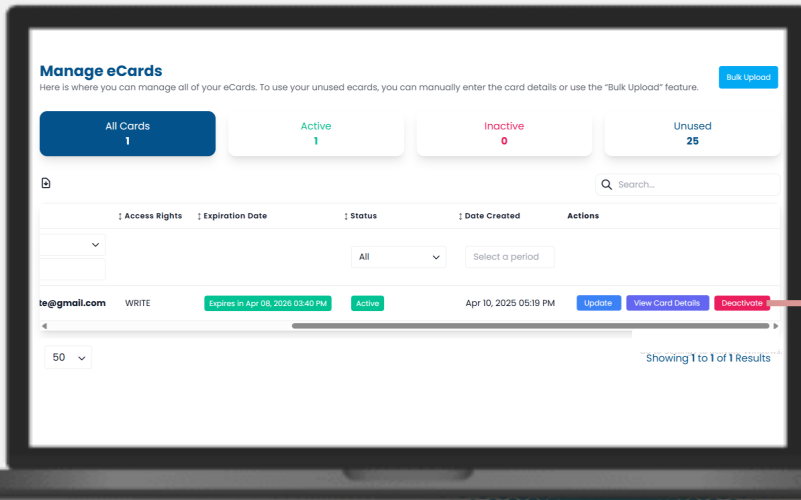 Manage eCards
Here is where you can manage all of your eCards. To use your unused ecards, you can manually enter the card details or use the "Bulk Upload" feature.
Bulk Upload
All Cards
1
Active
1
Inactive
0
Unused
25
Search...
Access Rights
Expiration Date
Status
Date Created
Actions
All
Select a period
@gmail.com
WRITE
Expires in Apr 08, 2026 03:40 PM
Active
Apr 10, 2025 05:19 PM
Update
View Card Details
Deactivate
50
Showing 1 to 1 of 1 Results